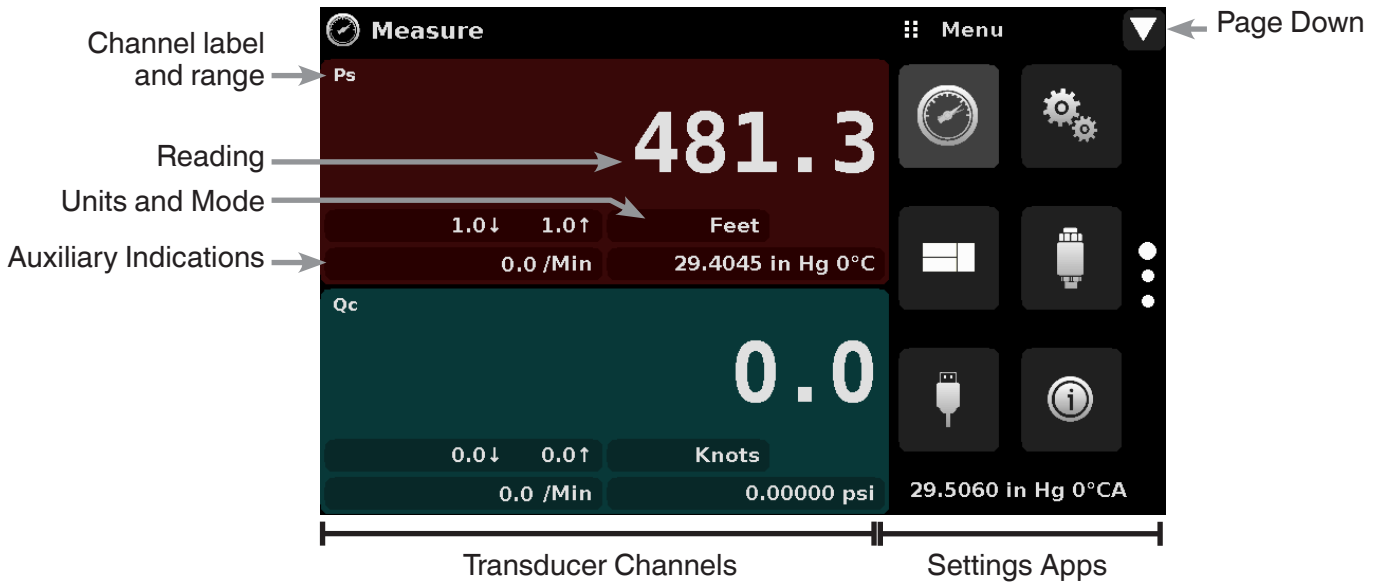 Measure
Menu
Page Down
Channel label
and range
Ps
481.3
Reading
Units and Mode
1.0↓ 1.0↑ Feet
Auxiliary Indications
0.0 /Min 29.4045 in Hg 0°C
Qc
0.0
0.0↓ 0.0↑ Knots
0.0 /Min 0.00000 psi
29.5060 in Hg 0°CA
Transducer Channels
Settings Apps